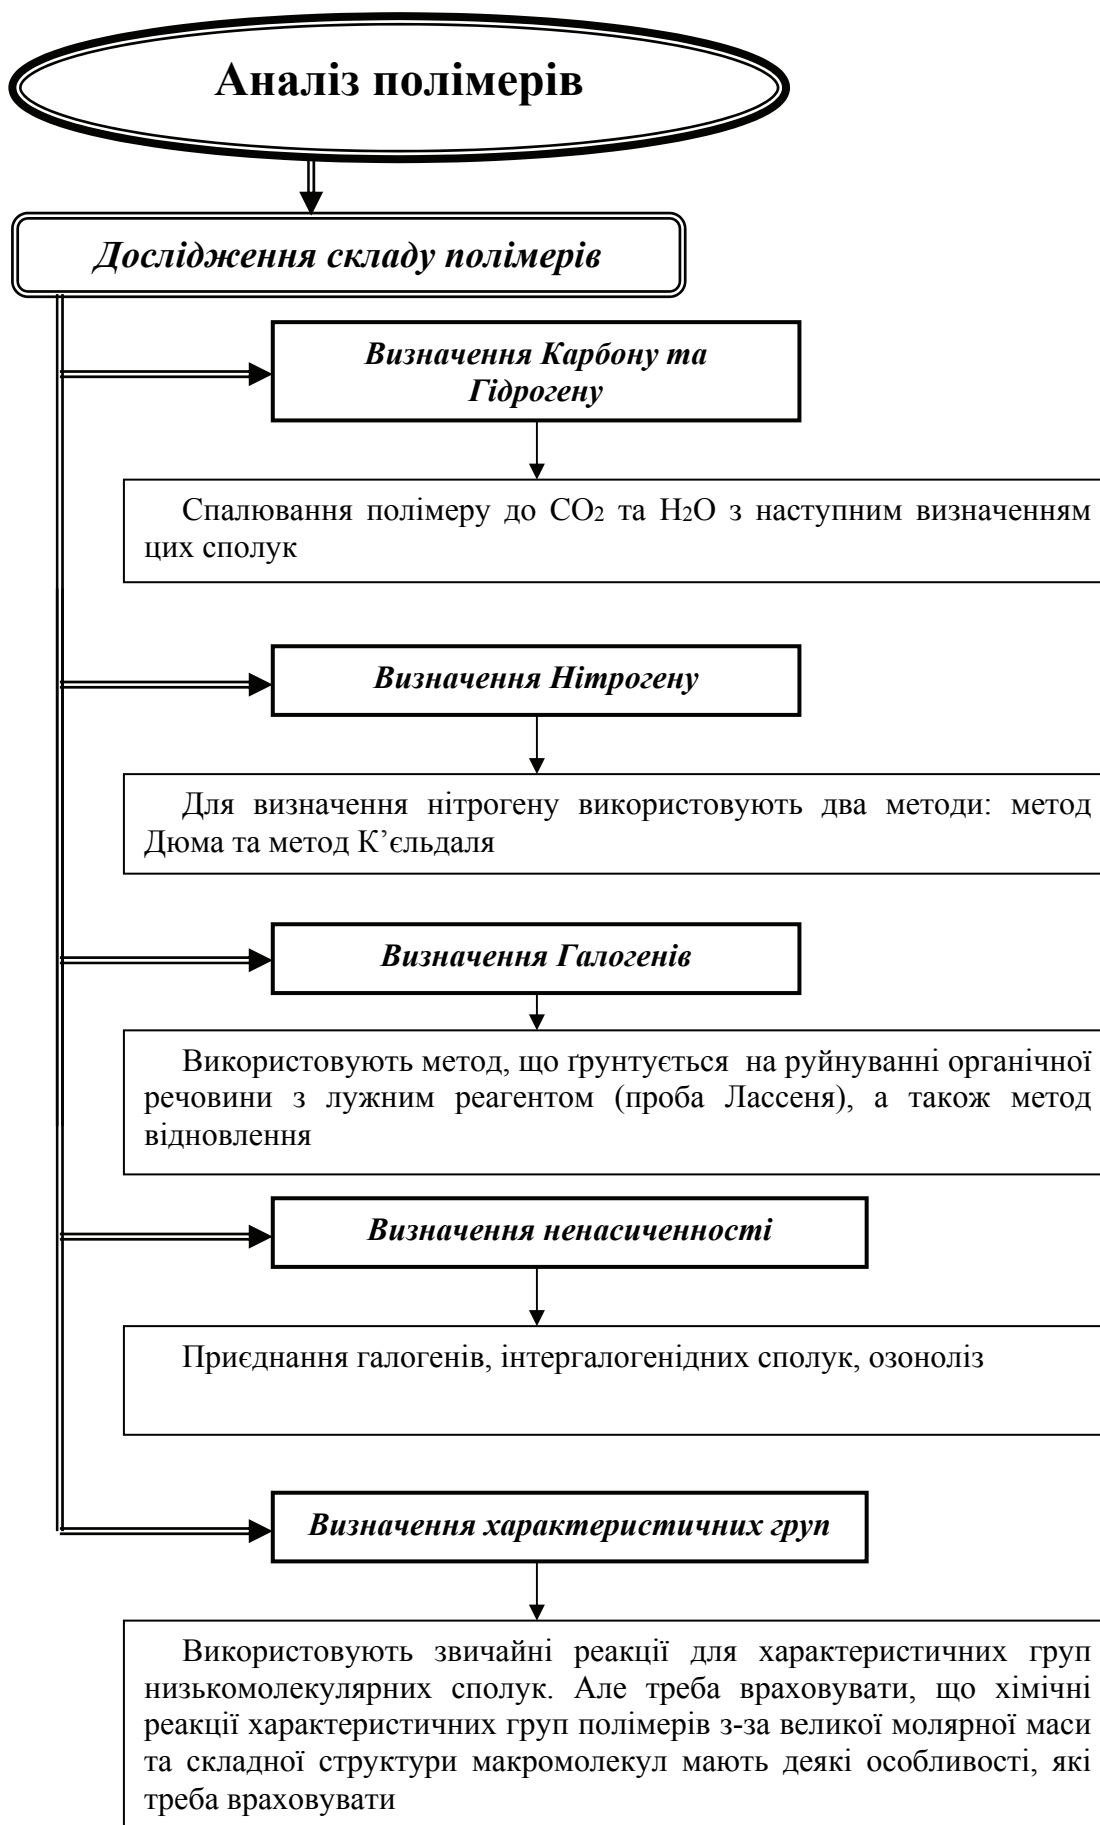 Аналіз полімерів
Дослідження складу полімерів
Визначення Карбону та
Гідрогену
Спалювання полімеру до CO₂ та H₂O з наступним визначенням
цих сполук
Визначення Нітрогену
Для визначення нітрогену використовують два методи: метод
Дюма та метод К’єльдаля
Визначення Галогенів
Використовують метод, що ґрунтується на руйнуванні органічної
речовини з лужним реагентом (проба Лассеня), а також метод
відновлення
Визначення ненасиченності
Приєднання галогенів, інтергалогенідних сполук, озоноліз
Визначення характеристичних груп
Використовують звичайні реакції для характеристичних груп
низькомолекулярних сполук. Але треба враховувати, що хімічні
реакції характеристичних груп полімерів з-за великої молярної маси
та складної структури макромолекул мають деякі особливості, які
треба враховувати